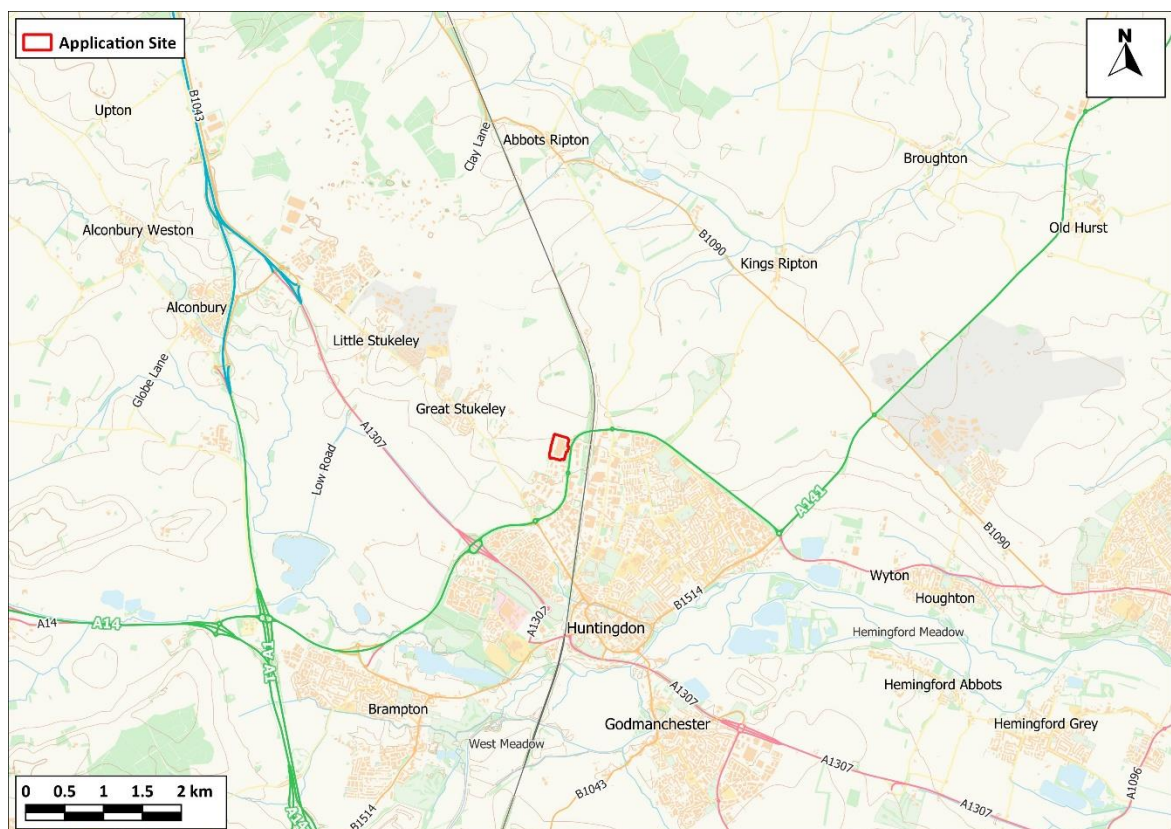 Application Site
N
B1043
Upton
Clay Lane
Abbots Ripton
Broughton
Alconbury Weston
B1090
Old Hurst
Kings Ripton
Alconbury
Little Stukeley
Globe Lane
Great Stukeley
A1307
Low Road
A141
B1090
Wyton
Houghton
B1514
A14
A14
A1307
Huntingdon
Hemingford Meadow
A1
Hemingford Abbots
A1307
Brampton
Godmanchester
Hemingford Grey
West Meadow
A1307
A1096
0 0.5 1 1.5 2 km
B1043
B1514
A1307